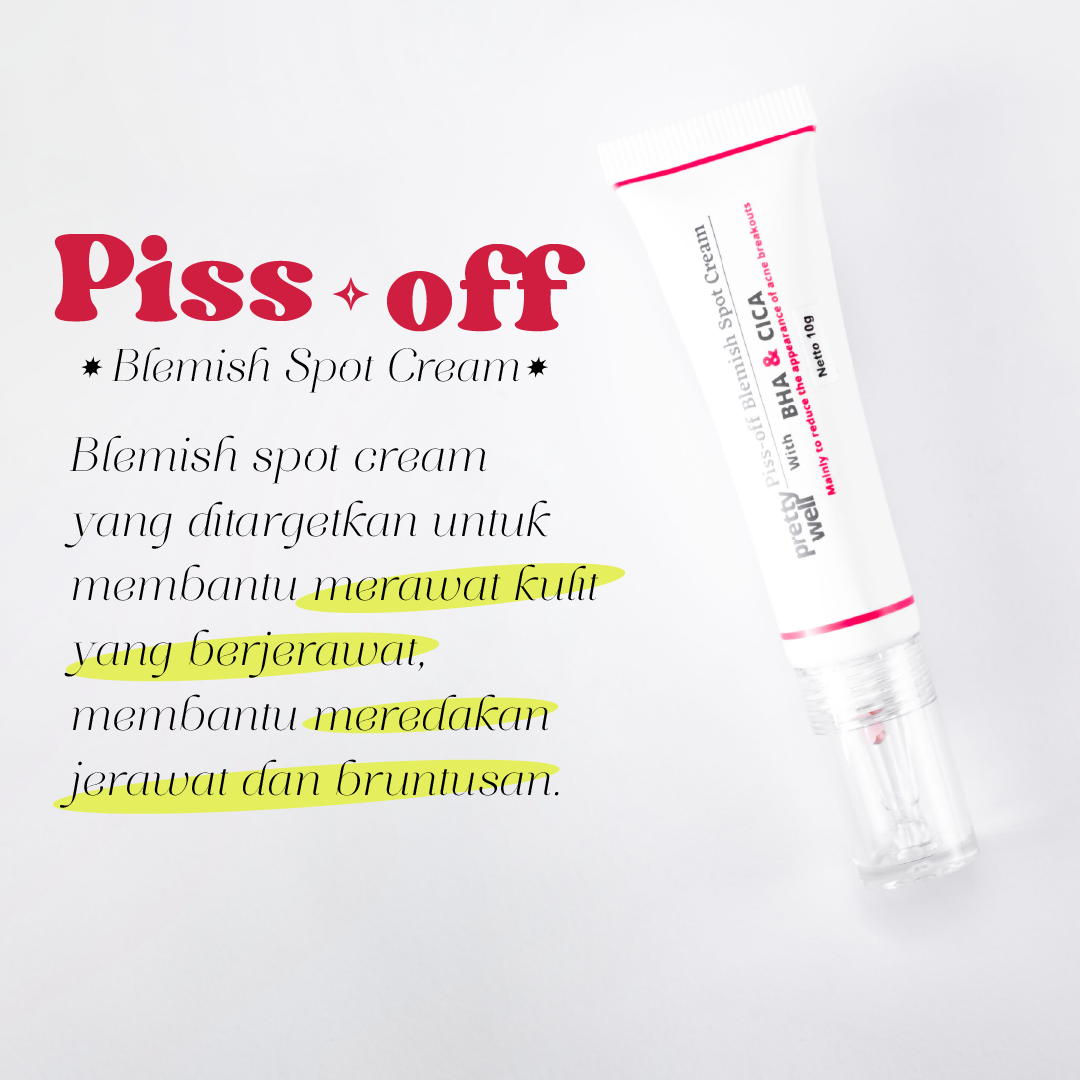 Piss off
Blemish Spot Cream
Blemish spot cream
yang ditargetkan untuk
membantu merawat kulit
yang berjerawat,
membantu meredakan
jerawat dan bruntusan.
pretty well
Piss-off Blemish Spot Cream
With BHA & CICA
Mainly to reduce the appearance of acne breakouts
Netto 10g